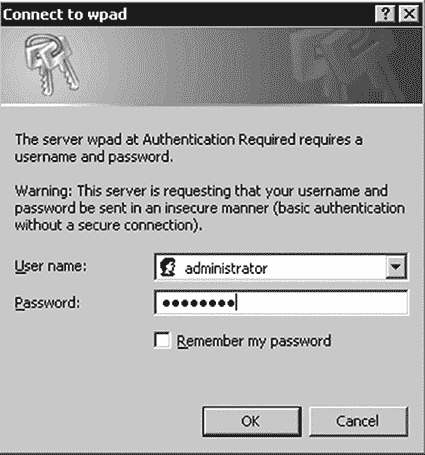 Connect to wpad
The server wpad at Authentication Required requires a
username and password.
Warning: This server is requesting that your username and
password be sent in an insecure manner (basic authentication
without a secure connection).
User name:
administrator
Password:
●●●●●●●●
Remember my password
OK
Cancel